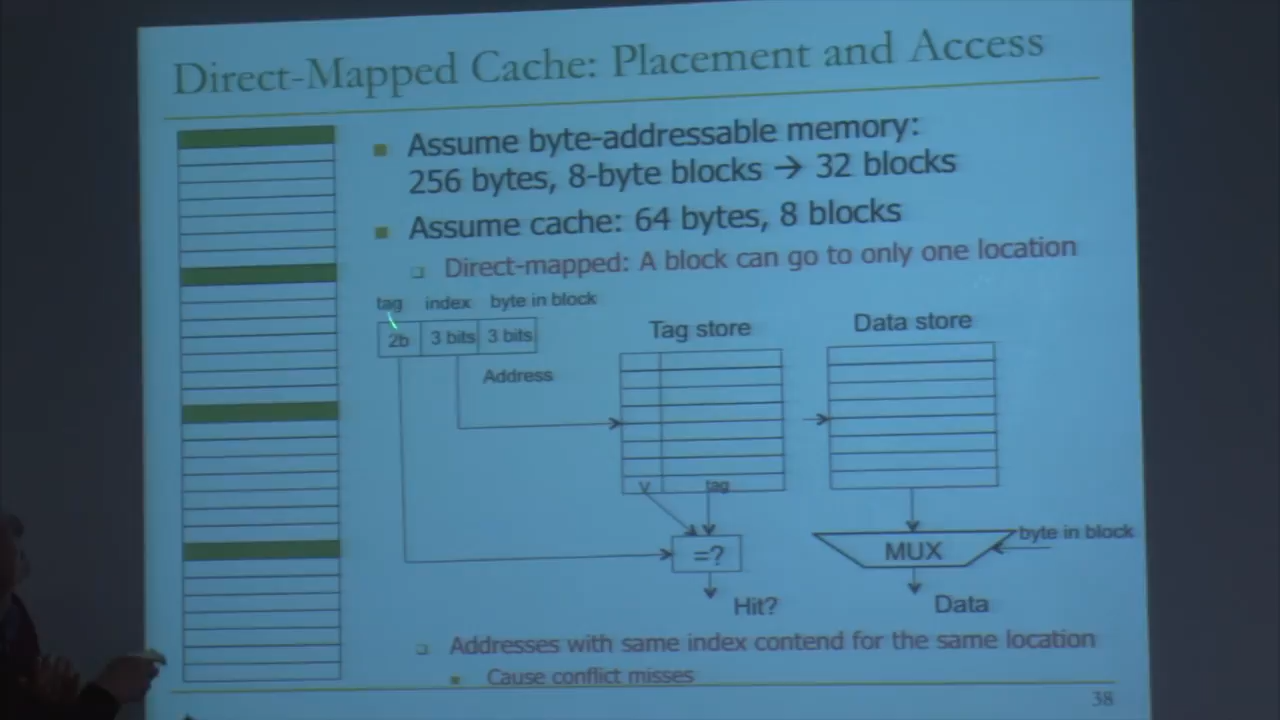 Direct-Mapped Cache: Placement and Access
Assume byte-addressable memory:
256 bytes, 8-byte blocks → 32 blocks
Assume cache: 64 bytes, 8 blocks
Direct-mapped: A block can go to only one location
tag index byte in block
2b 3 bits 3 bits
Address
Tag store
Data store
V tag
=?
Hit?
MUX
byte in block
Data
Addresses with same index contend for the same location
Cause conflict misses
38